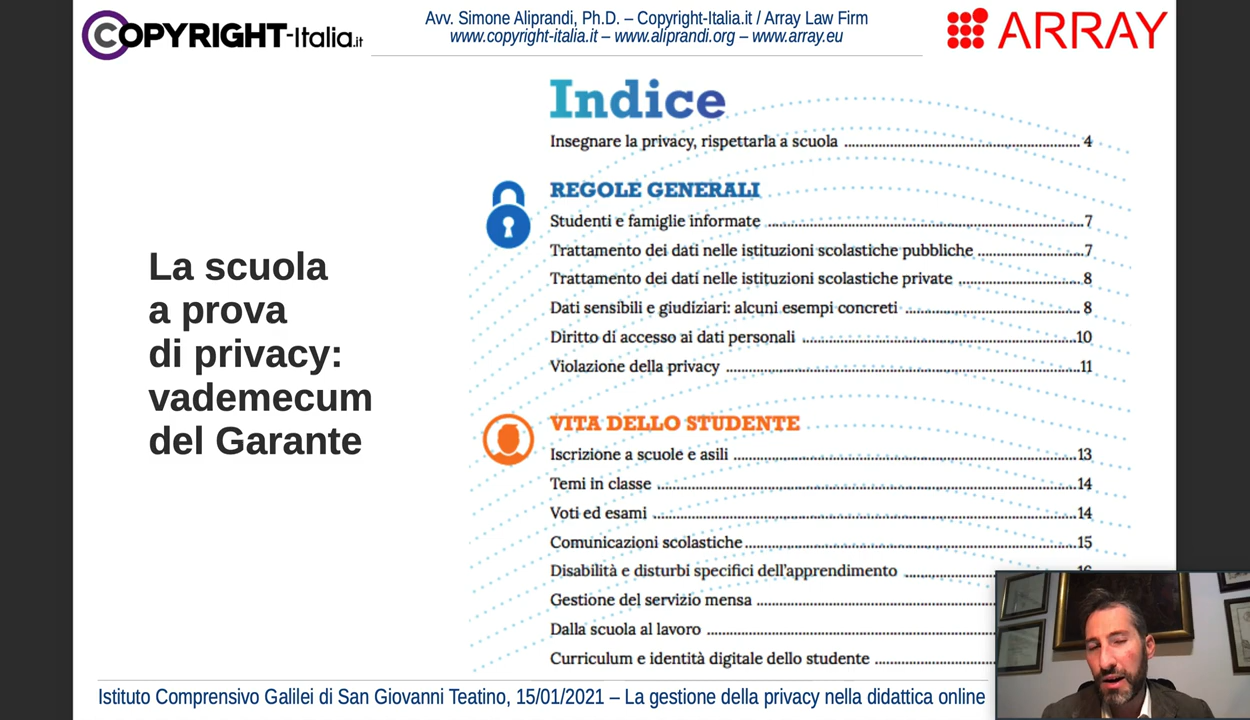 COPYRIGHT-Italia.it
Avv. Simone Aliprandi, Ph.D. – Copyright-Italia.it / Array Law Firm
www.copyright-italia.it – www.aliprandi.org – www.array.eu
ARRAY
La scuola
a prova
di privacy:
vademecum
del Garante
Indice
Insegnare la privacy, rispettarla a scuola 4
REGOLE GENERALI
Studenti e famiglie informate 7
Trattamento dei dati nelle istituzioni scolastiche pubbliche 7
Trattamento dei dati nelle istituzioni scolastiche private 8
Dati sensibili e giudiziari: alcuni esempi concreti 8
Diritto di accesso ai dati personali 10
Violazione della privacy 11
VITA DELLO STUDENTE
Iscrizione a scuole e asili 13
Temi in classe 14
Voti ed esami 14
Comunicazioni scolastiche 15
Disabilità e disturbi specifici dell'apprendimento
Gestione del servizio mensa
Dalla scuola al lavoro
Curriculum e identità digitale dello studente
Istituto Comprensivo Galilei di San Giovanni Teatino, 15/01/2021 – La gestione della privacy nella didattica online